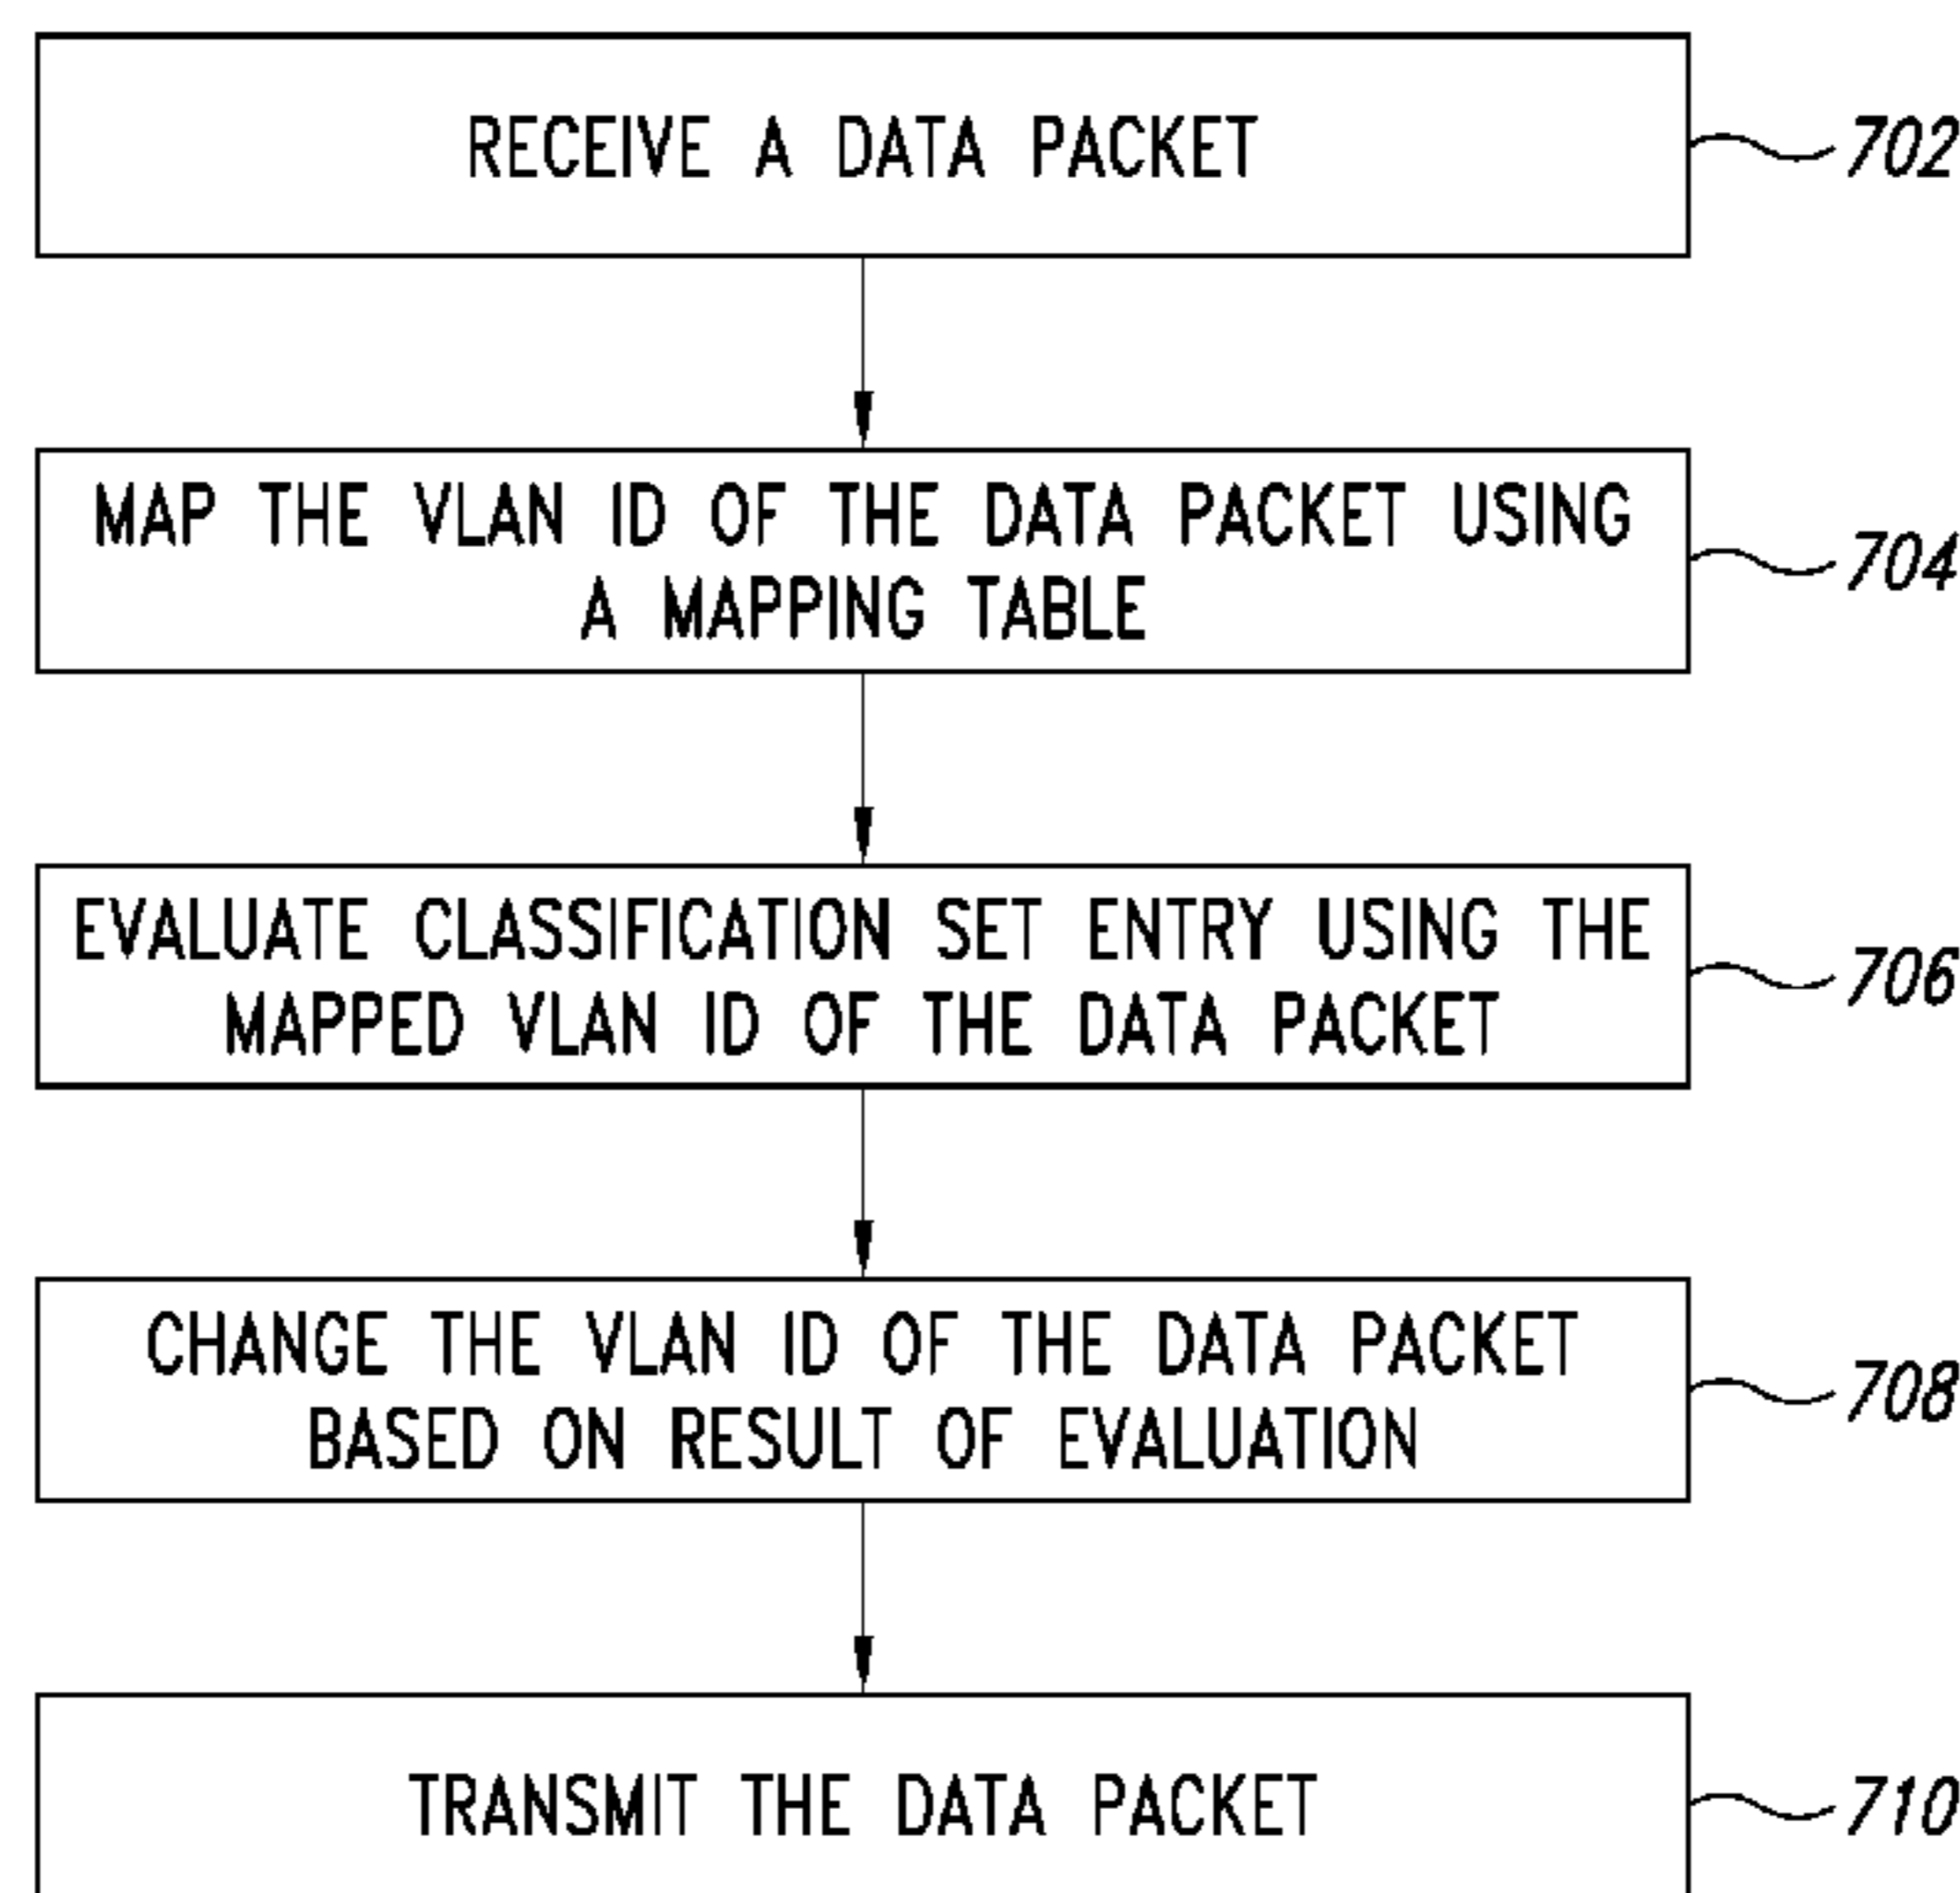 RECEIVE A DATA PACKET
702
MAP THE VLAN ID OF THE DATA PACKET USING
A MAPPING TABLE
704
EVALUATE CLASSIFICATION SET ENTRY USING THE
MAPPED VLAN ID OF THE DATA PACKET
706
CHANGE THE VLAN ID OF THE DATA PACKET
BASED ON RESULT OF EVALUATION
708
TRANSMIT THE DATA PACKET
710